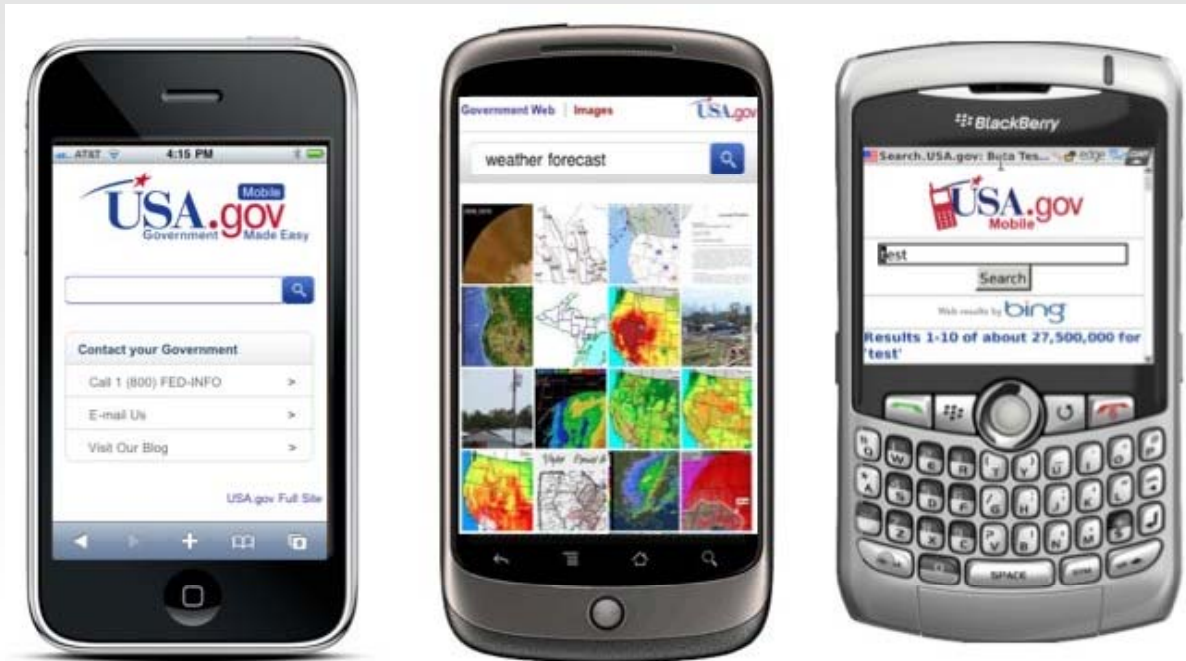 AT&T 4:15 PM
Mobile
USA.gov
Government Made Easy
Contact your Government
Call 1 (800) FED-INFO >
E-mail Us >
Visit Our Blog >
USA.gov Full Site
Government Web | Images USA.gov
weather forecast
BlackBerry
Search.USA.gov: Beta Tes... edge
USA.gov
Mobile
test
Search
Web results by bing
Results 1-10 of about 27,500,000 for
'test'
Q W E R T Y U I O P
A S D F G H J K L
Z X C V B N M $
SPACE